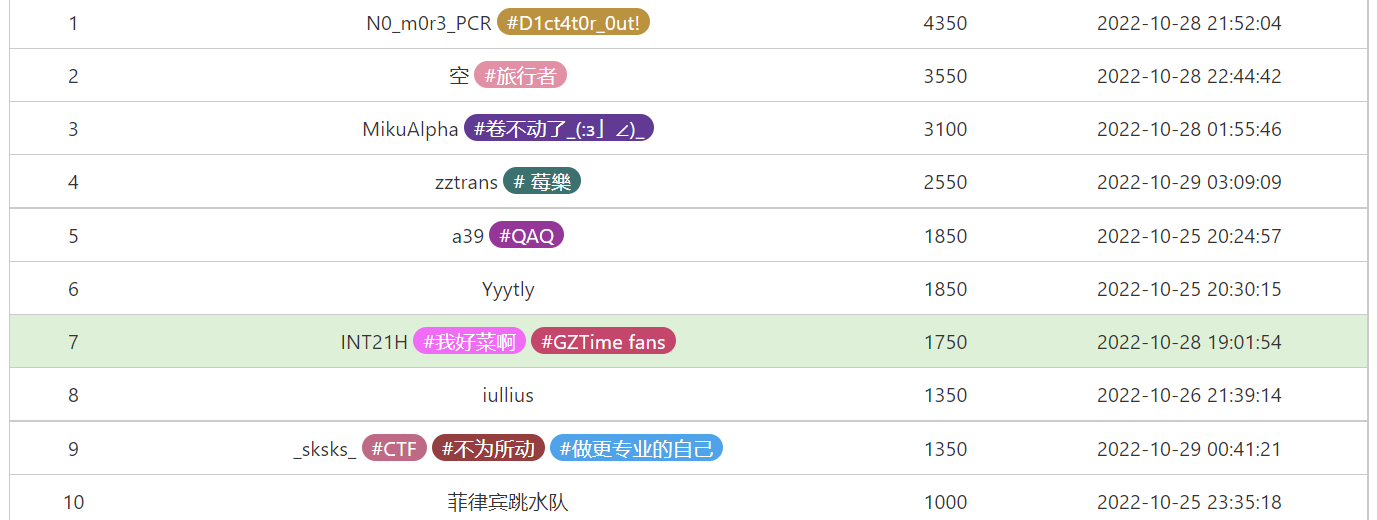 1 N0_m0r3_PCR #D1ct4t0r_0ut! 4350 2022-10-28 21:52:04
2 空 #旅行者 3550 2022-10-28 22:44:42
3 MikuAlpha #卷不动了_(:з」∠)_ 3100 2022-10-28 01:55:46
4 zztrans # 莓樂 2550 2022-10-29 03:09:09
5 a39 #QAQ 1850 2022-10-25 20:24:57
6 Yyytly 1850 2022-10-25 20:30:15
7 INT21H #我好菜啊 #GZTime fans 1750 2022-10-28 19:01:54
8 iullius 1350 2022-10-26 21:39:14
9 _sksks_ #CTF #不为所动 #做更专业的自己 1350 2022-10-29 00:41:21
10 菲律宾跳水队 1000 2022-10-25 23:35:18